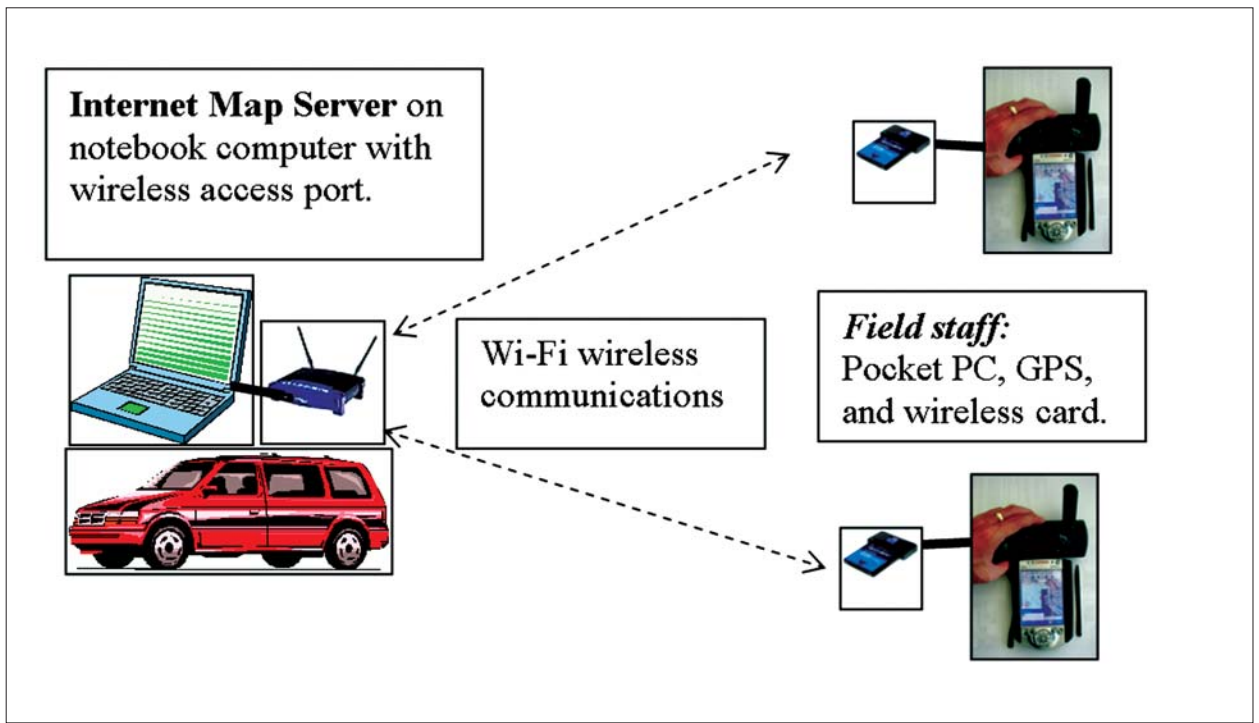 Internet Map Server on
notebook computer with
wireless access port.
Wi-Fi wireless
communications
Field staff:
Pocket PC, GPS,
and wireless card.